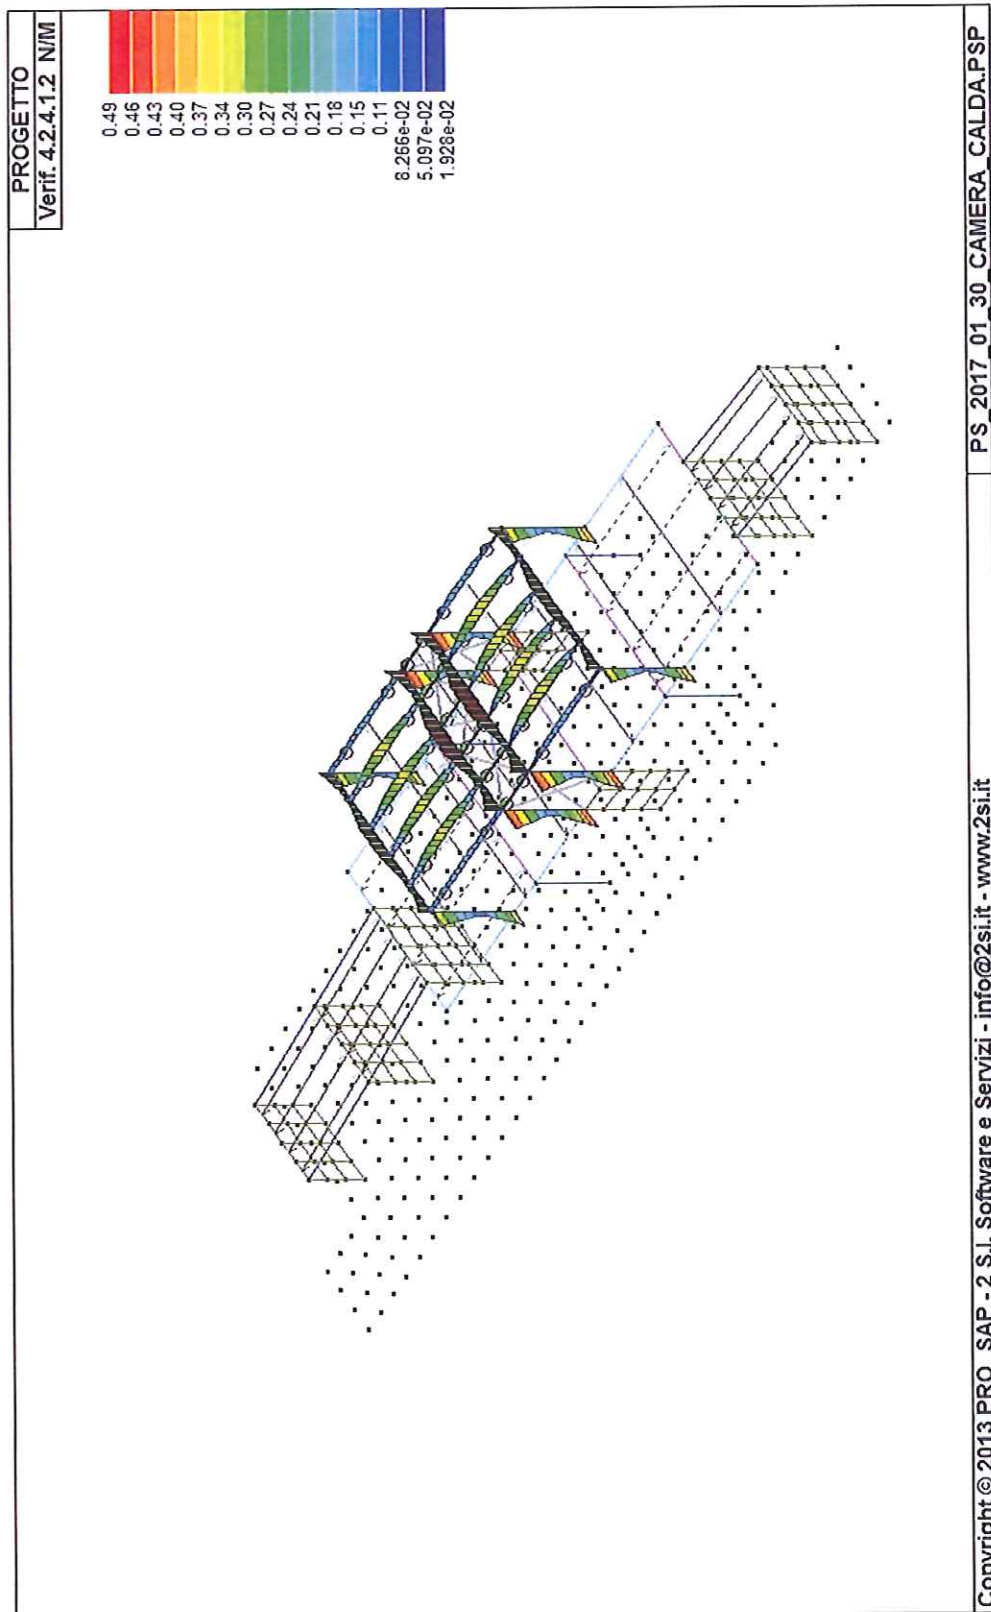 PROGETTO
Verif. 4.2.4.1.2 N/M
0.49
0.46
0.43
0.40
0.37
0.34
0.30
0.27
0.24
0.21
0.18
0.15
0.11
8.266e-02
5.097e-02
1.928e-02
Copyright © 2013 PRO_SAP - 2 S.I. Software e Servizi - info@2si.it - www.2si.it
PS_2017_01_30_CAMERA_CALDA.PSP